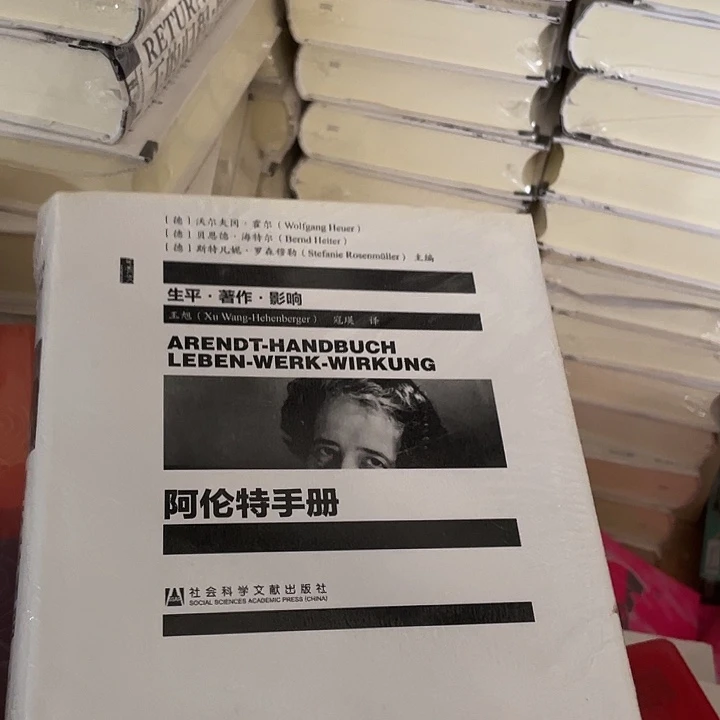 RETURN
[德] 沃尔夫冈·霍尔 (Wolfgang Heuer)
[德] 贝恩德·海特尔 (Bernd Heiter)
[德] 斯特凡妮·罗森穆勒 (Stefanie Rosenmüller) 主编
生平·著作·影响
王旭 (Xu Wang-Hehenberger) 寇瑛 译
ARENDT-HANDBUCH
LEBEN-WERK-WIRKUNG
阿伦特手册
社会科学文献出版社
SOCIAL SCIENCES ACADEMIC PRESS (CHINA)